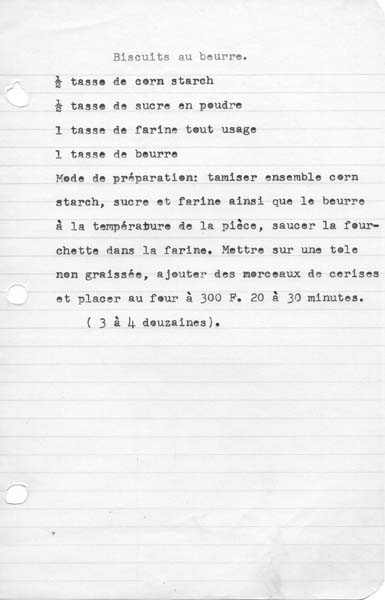 Biscuits au beurre.
½ tasse de corn starch
½ tasse de sucre en poudre
1 tasse de farine tout usage
1 tasse de beurre
Mode de préparation: tamiser ensemble corn
starch, sucre et farine ainsi que le beurre
à la température de la pièce, saucer la four-
chette dans la farine. Mettre sur une tole
non graissée, ajouter des morceaux de cerises
et placer au four à 300 F. 20 à 30 minutes.
( 3 à 4 douzaines).